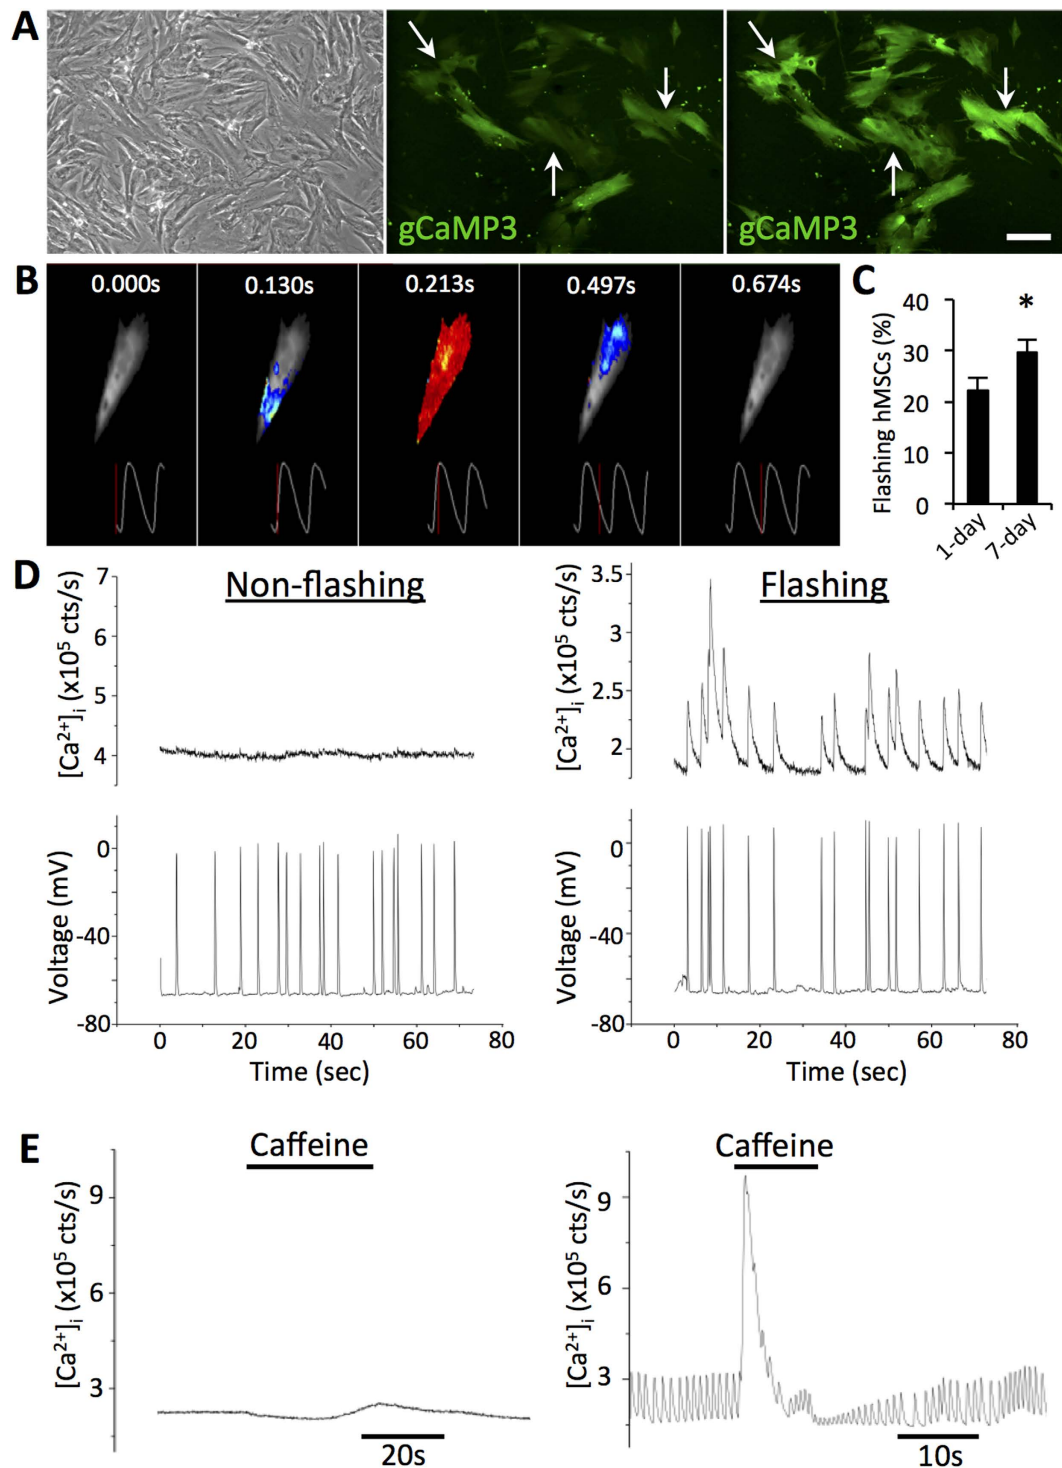 A
gCaMP3
gCaMP3
B
0.000s
0.130s
0.213s
0.497s
0.674s
C
Flashing hMSCs (%)
40
30
20
10
0
*
1-day
7-day
D
Non-flashing
[Ca²⁺]ᵢ (x10⁵ cts/s)
7
6
5
4
Voltage (mV)
0
-40
-80
0
20
40
60
80
Time (sec)
Flashing
[Ca²⁺]ᵢ (x10⁵ cts/s)
3.5
3
2.5
2
Voltage (mV)
0
-40
-80
0
20
40
60
80
Time (sec)
E
Caffeine
[Ca²⁺]ᵢ (x10⁵ cts/s)
9
6
3
20s
Caffeine
[Ca²⁺]ᵢ (x10⁵ cts/s)
9
6
3
10s